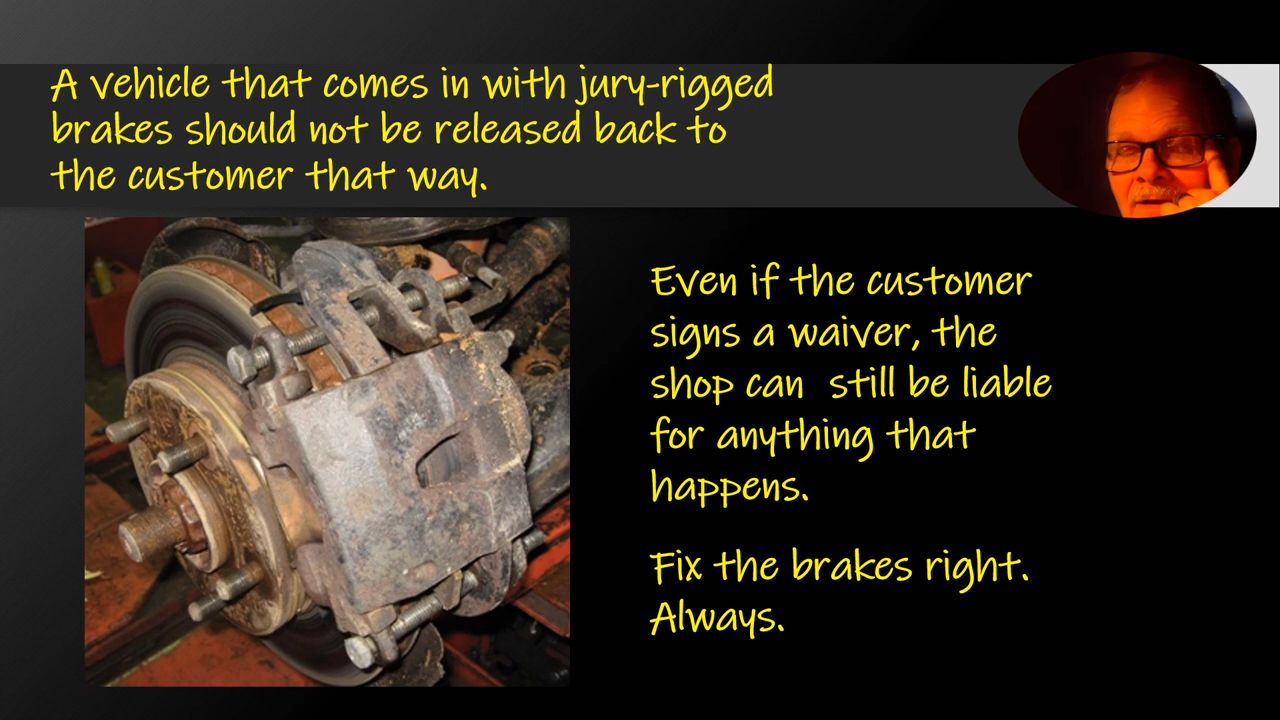 A vehicle that comes in with jury-rigged
brakes should not be released back to
the customer that way.
Even if the customer
signs a waiver, the
shop can  still be liable
for anything that
happens.
Fix the brakes right.
Always.